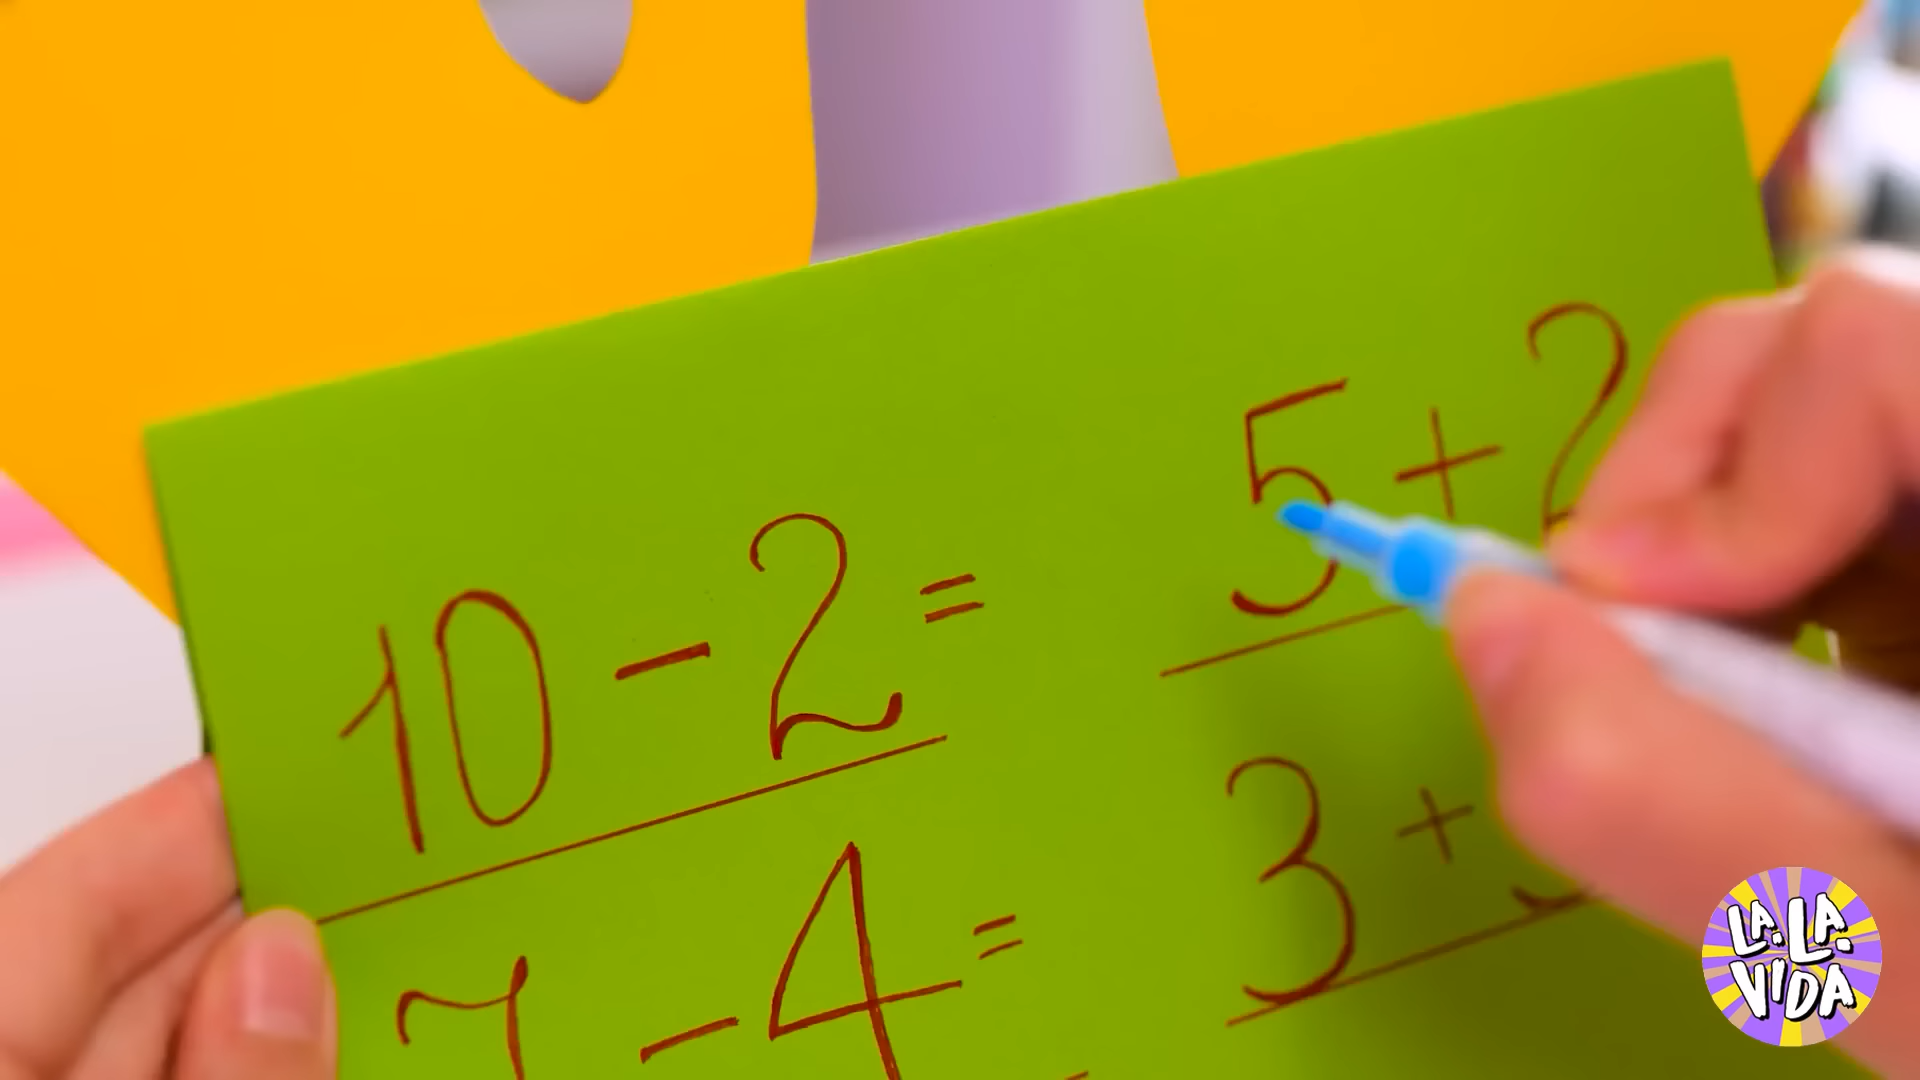 10 - 2 =
5 + 2
7 - 4 =
3 +
LA LA
VIDA